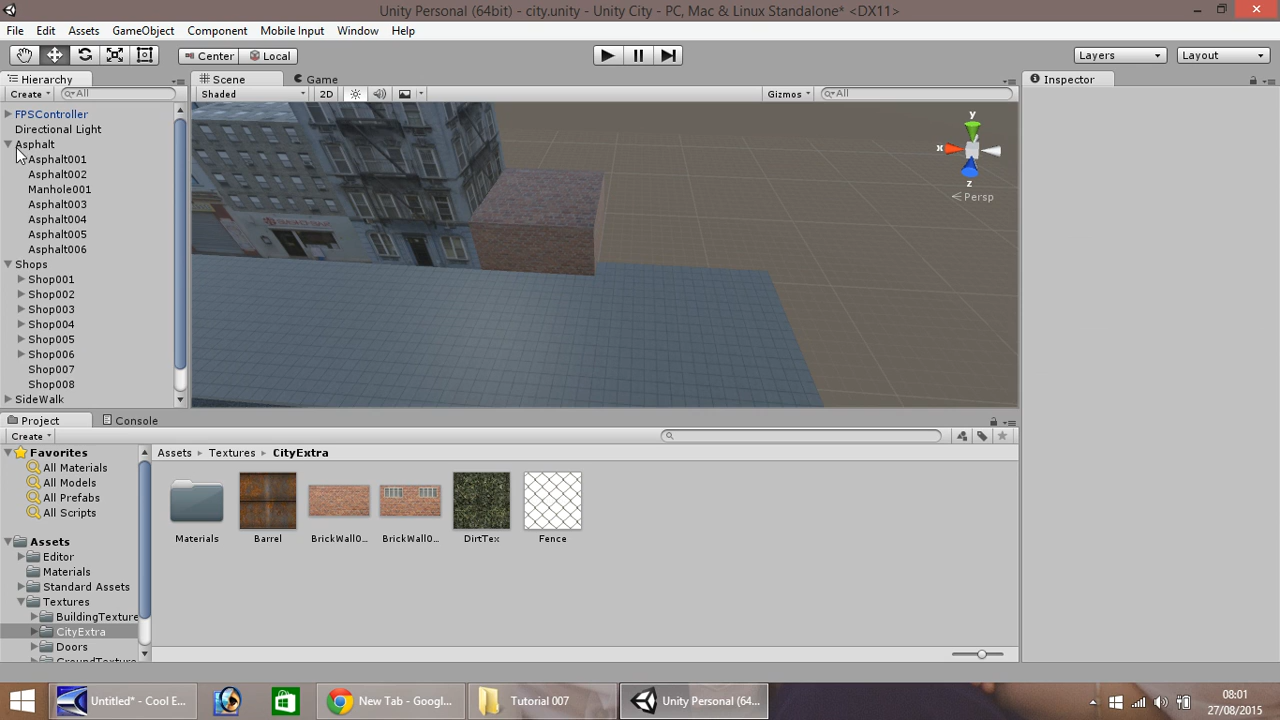 Unity Personal (64bit) - city.unity - Unity City - PC, Mac & Linux Standalone* <DX11>
File Edit Assets GameObject Component Mobile Input Window Help
Center Local Layers Layout
Hierarchy Scene Game Inspector
Create All Shaded 2D Gizmos All
FPSController
Directional Light
Asphalt
Asphalt001
Asphalt002
Manhole001
Asphalt003
Asphalt004
Asphalt005
Asphalt006
Shops
Shop001
Shop002
Shop003
Shop004
Shop005
Shop006
Shop007
Shop008
SideWalk
y
x
z
Persp
Project Console
Create
Favorites
All Materials
All Models
All Prefabs
All Scripts
Assets
Editor
Materials
Standard Assets
Textures
BuildingTexture
CityExtra
Doors
Assets Textures CityExtra
Materials Barrel BrickWall0... BrickWall0... DirtTex Fence
Untitled* - Cool E... New Tab - Googl... Tutorial 007 Unity Personal (64...
08:01
27/08/2015